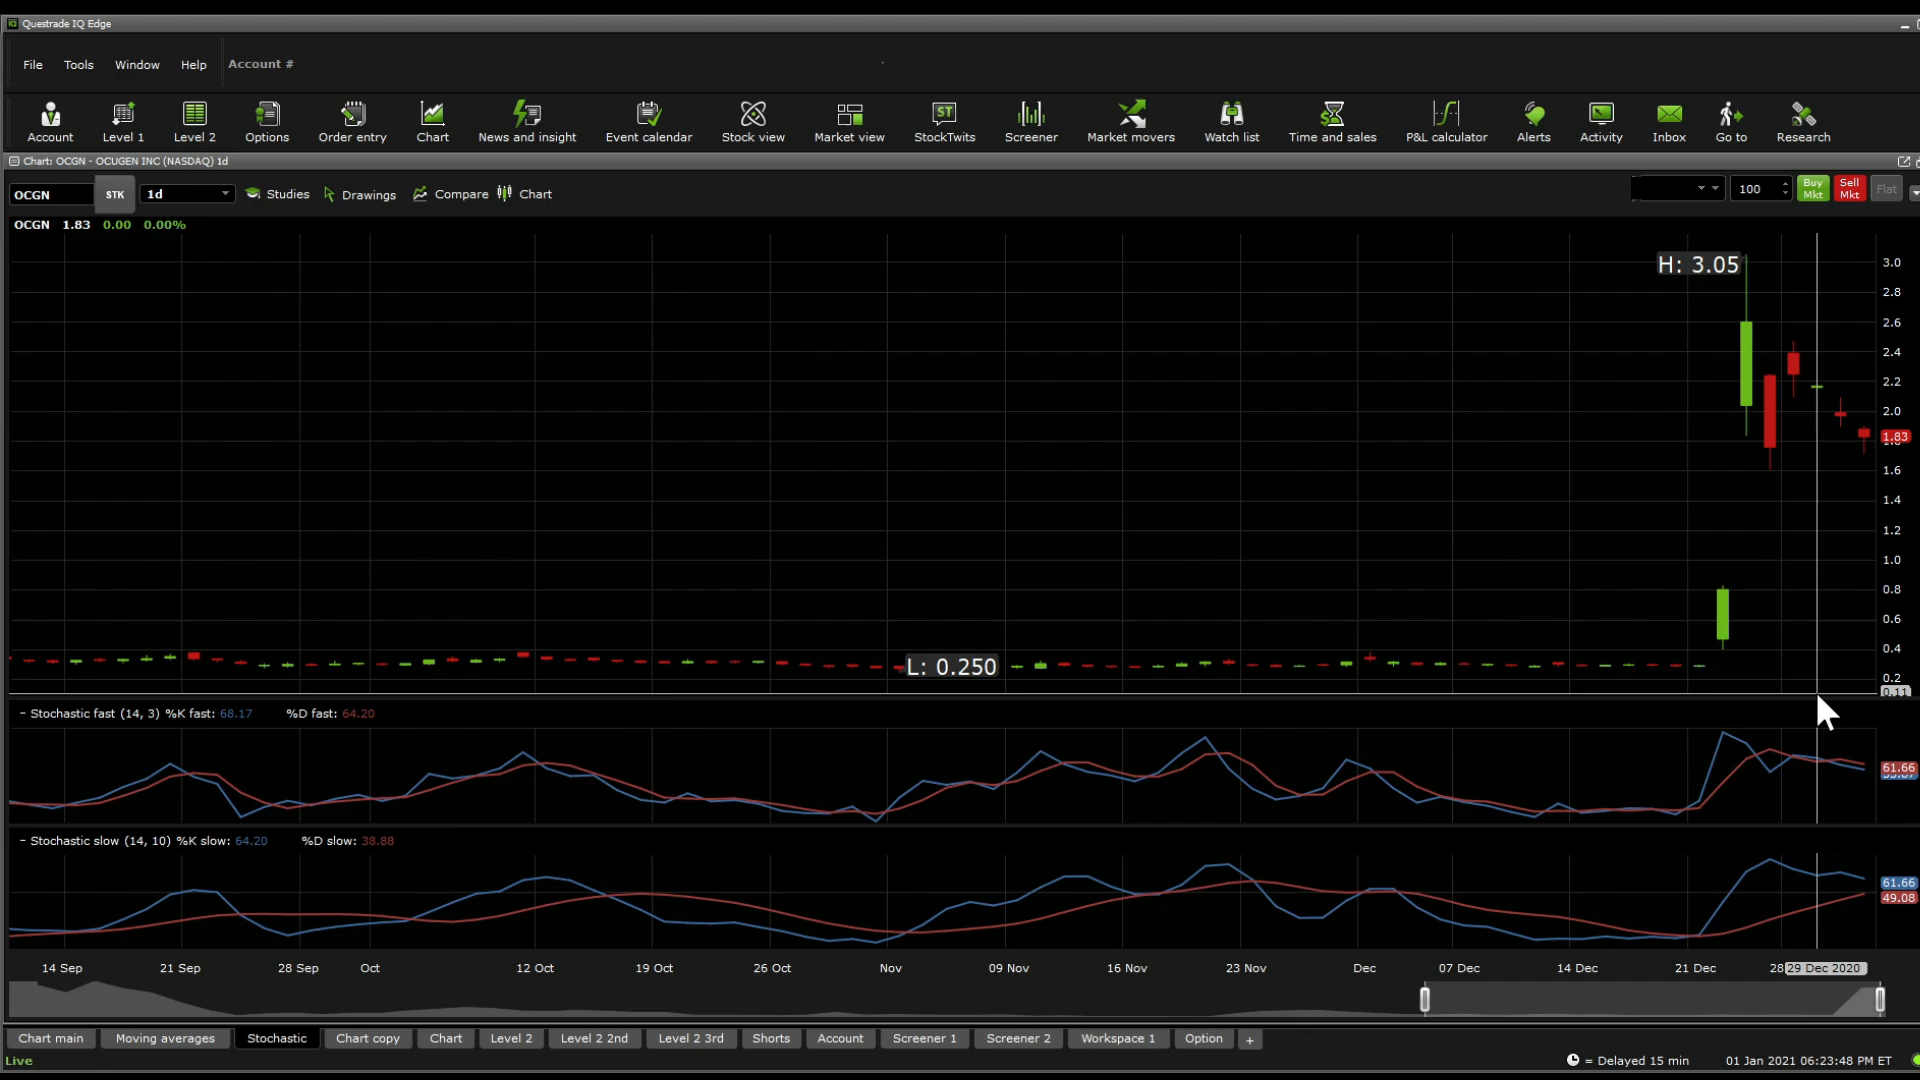 Questrade IQ Edge
File Tools Window Help Account #
Account Level 1 Level 2 Options Order entry Chart News and insight Event calendar Stock view Market view StockTwits Screener Market movers Watch list Time and sales P&L calculator Alerts Activity Inbox Go to Research
Chart: OCGN - OCUGEN INC (NASDAQ) 1d
OCGN STK 1d Studies Drawings Compare Chart 100 Buy Mkt Sell Mkt Flat
OCGN 1.83 0.00 0.00%
H: 3.05
3.0
2.8
2.6
2.4
2.2
2.0
1.83
1.6
1.4
1.2
1.0
0.8
0.6
0.4
L: 0.250
0.2
0.11
- Stochastic fast (14, 3) %K fast: 68.17 %D fast: 64.20
61.66
- Stochastic slow (14, 10) %K slow: 64.20 %D slow: 38.88
61.66
49.08
14 Sep 21 Sep 28 Sep Oct 12 Oct 19 Oct 26 Oct Nov 09 Nov 16 Nov 23 Nov Dec 07 Dec 14 Dec 21 Dec 28 29 Dec 2020
Chart main Moving averages Stochastic Chart copy Chart Level 2 Level 2 2nd Level 2 3rd Shorts Account Screener 1 Screener 2 Workspace 1 Option +
Live = Delayed 15 min 01 Jan 2021 06:23:48 PM ET